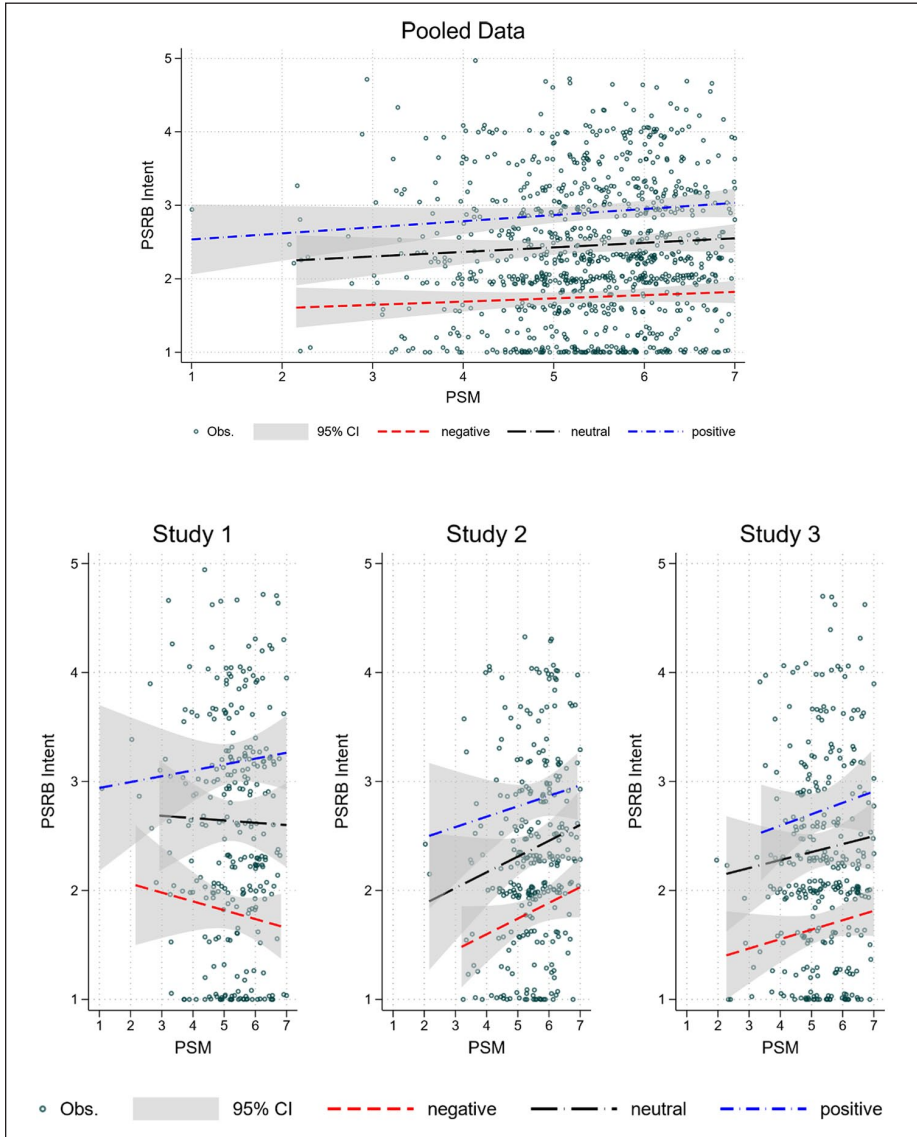 Pooled Data
5
4
3
2
1
PSRB Intent
1 2 3 4 5 6 7
PSM
Obs. 95% CI negative neutral positive
Study 1 Study 2 Study 3
5 5 5
4 4 4
3 3 3
2 2 2
1 1 1
PSRB Intent PSRB Intent PSRB Intent
1 2 3 4 5 6 7 1 2 3 4 5 6 7 1 2 3 4 5 6 7
PSM PSM PSM
Obs. 95% CI negative neutral positive